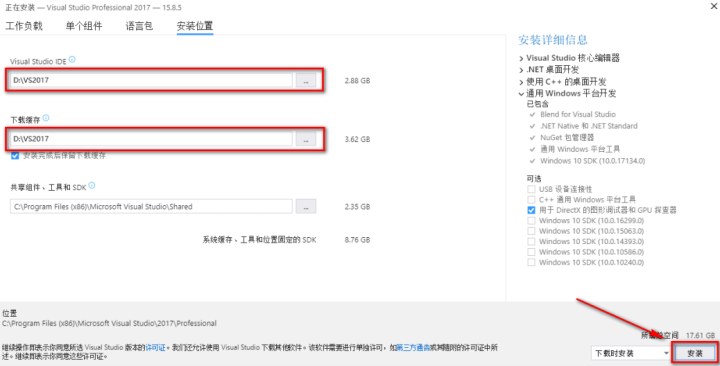 正在安装 — Visual Studio Professional 2017 — 15.8.5
工作负载 单个组件 语言包 安装位置
Visual Studio IDE
D:\VS2017 ... 2.88 GB
下载缓存
D:\VS2017 ... 3.62 GB
安装完成后保留下载缓存
共享组件、工具和 SDK
C:\Program Files (x86)\Microsoft Visual Studio\Shared ... 2.35 GB
系统缓存、工具和位置固定的 SDK 8.76 GB
安装详细信息
Visual Studio 核心编辑器
.NET 桌面开发
使用 C++ 的桌面开发
通用 Windows 平台开发
已包含
Blend for Visual Studio
.NET Native 和 .NET Standard
NuGet 包管理器
通用 Windows 平台工具
Windows 10 SDK (10.0.17134.0)
可选
USB 设备连接性
C++ 通用 Windows 平台工具
用于 DirectX 的图形调试器和 GPU 探查器
Windows 10 SDK (10.0.16299.0)
Windows 10 SDK (10.0.15063.0)
Windows 10 SDK (10.0.14393.0)
Windows 10 SDK (10.0.10586.0)
Windows 10 SDK (10.0.10240.0)
位置
C:\Program Files (x86)\Microsoft Visual Studio\2017\Professional
空间 17.61 GB
继续操作即表示你同意所选 Visual Studio 版本的许可证。我们还允许使用 Visual Studio 下载其他软件。该软件需要进行单独许可，如第三方通告或其随附的许可证中所
述。继续即表示你同意这些许可证。
下载时安装 安装